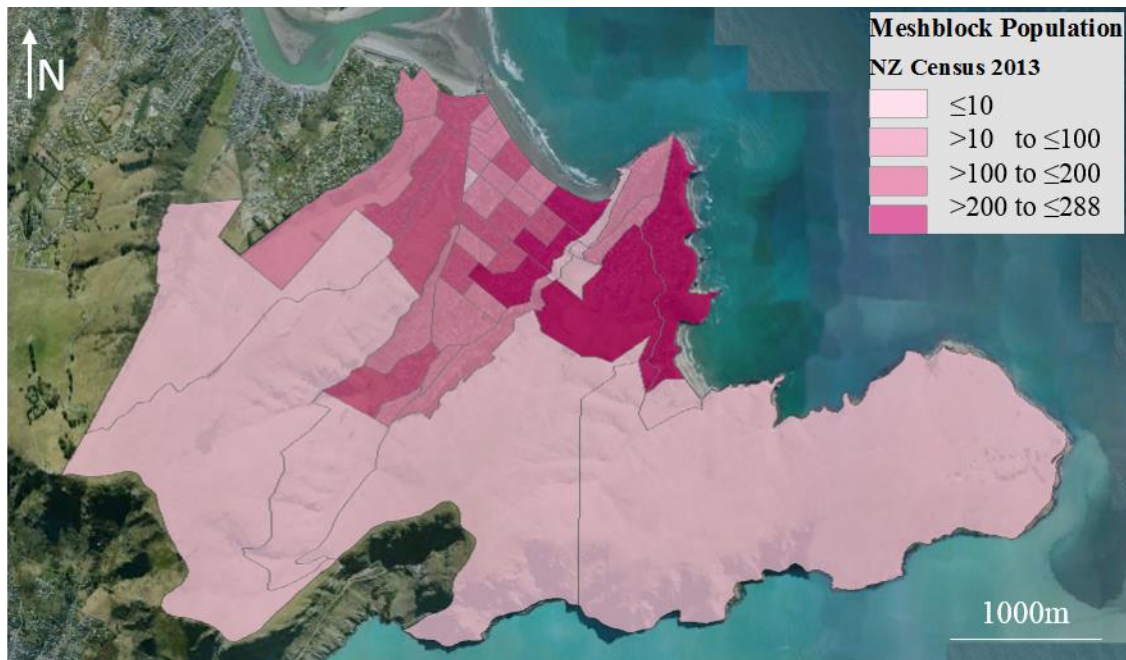 N
Meshblock Population
NZ Census 2013
≤10
>10 to ≤100
>100 to ≤200
>200 to ≤288
1000m